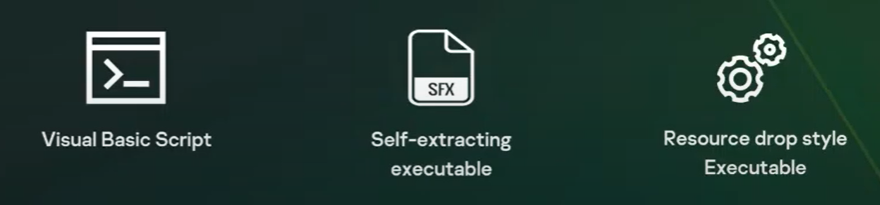 SFX
Visual Basic Script
Self-extracting
executable
Resource drop style
Executable